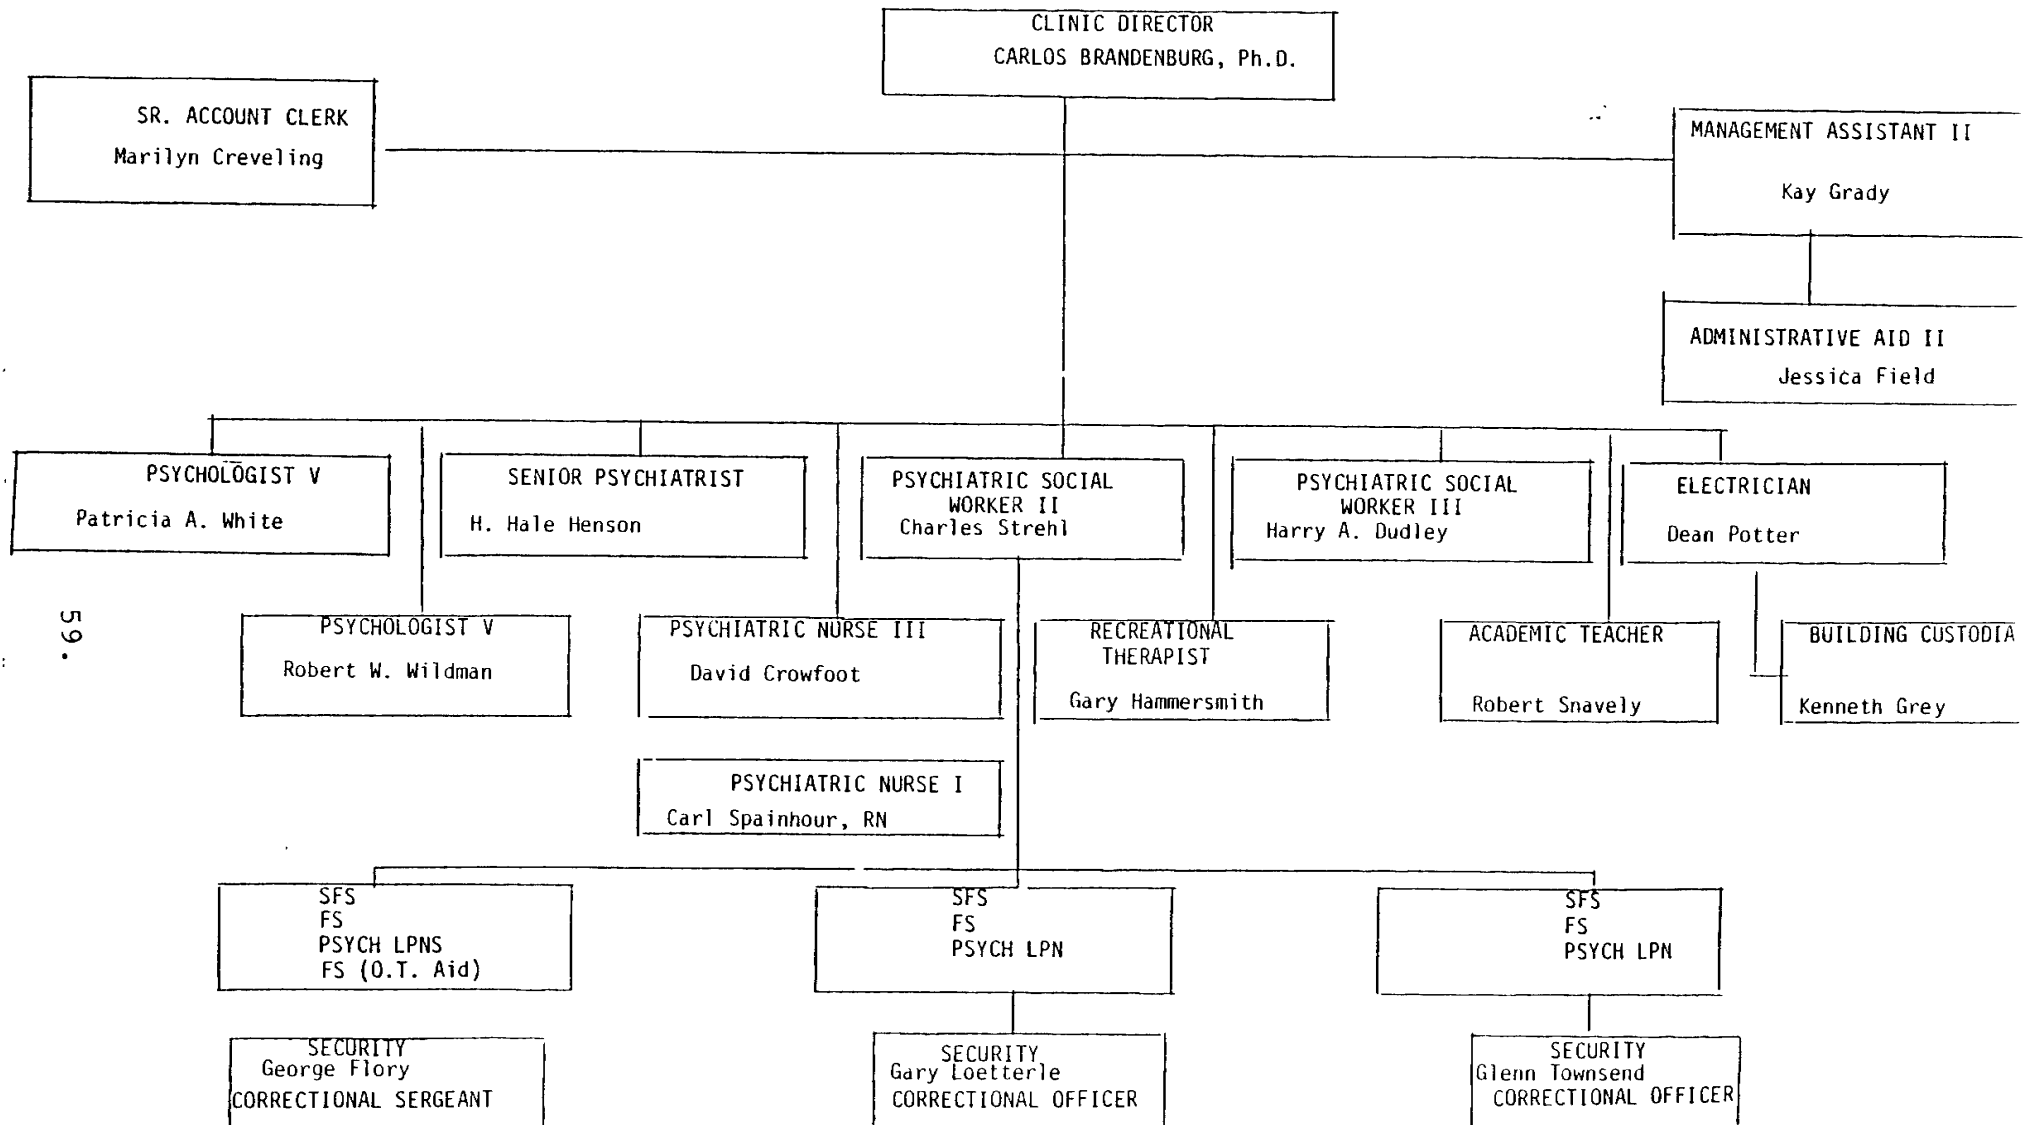 CLINIC DIRECTOR
CARLOS BRANDENBURG, Ph.D.
SR. ACCOUNT CLERK
Marilyn Creveling
MANAGEMENT ASSISTANT II
Kay Grady
ADMINISTRATIVE AID II
Jessica Field
PSYCHOLOGIST V
Patricia A. White
SENIOR PSYCHIATRIST
H. Hale Henson
PSYCHIATRIC SOCIAL
WORKER II
Charles Strehl
PSYCHIATRIC SOCIAL
WORKER III
Harry A. Dudley
ELECTRICIAN
Dean Potter
PSYCHOLOGIST V
Robert W. Wildman
PSYCHIATRIC NURSE III
David Crowfoot
RECREATIONAL
THERAPIST
Gary Hammersmith
ACADEMIC TEACHER
Robert Snavely
BUILDING CUSTODIA
Kenneth Grey
PSYCHIATRIC NURSE I
Carl Spainhour, RN
SFS
FS
PSYCH LPNS
FS (O.T. Aid)
SFS
FS
PSYCH LPN
SFS
FS
PSYCH LPN
SECURITY
George Flory
CORRECTIONAL SERGEANT
SECURITY
Gary Loetterle
CORRECTIONAL OFFICER
SECURITY
Glenn Townsend
CORRECTIONAL OFFICER
59.